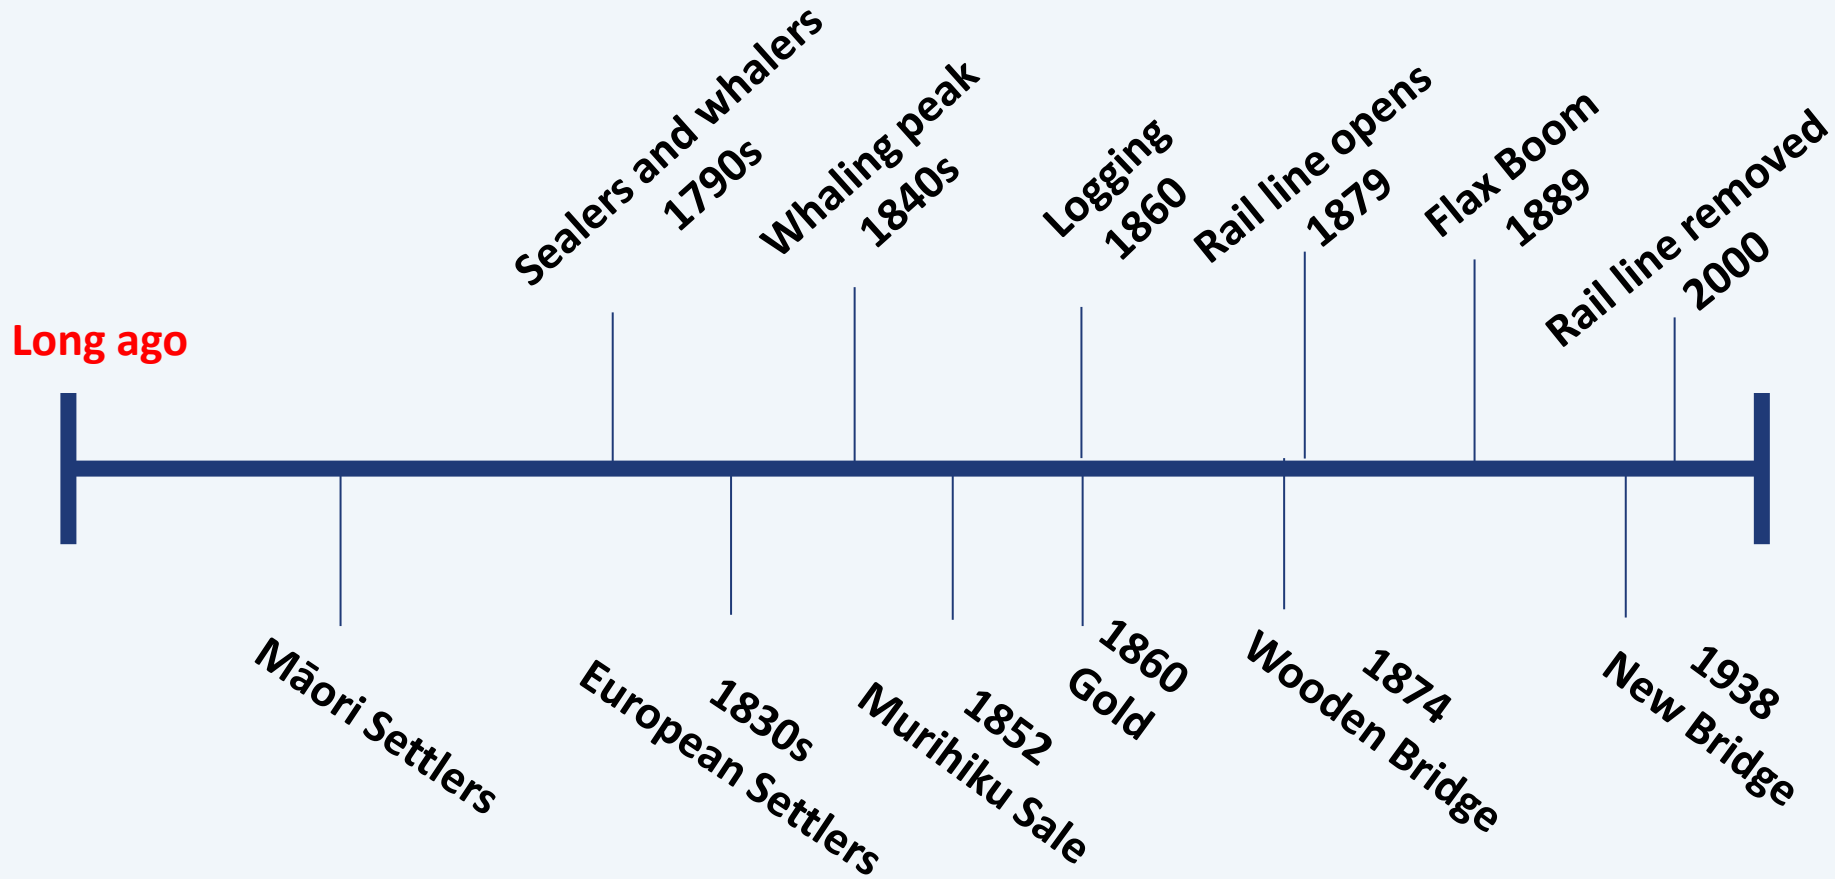 Long ago
Sealers and whalers
1790s
Whaling peak
1840s
Logging
1860
Rail line opens
1879
Flax Boom
1889
Rail line removed
2000
Māori Settlers
1830s
European Settlers
1852
Murihiku Sale
1860
Gold
1874
Wooden Bridge
1938
New Bridge